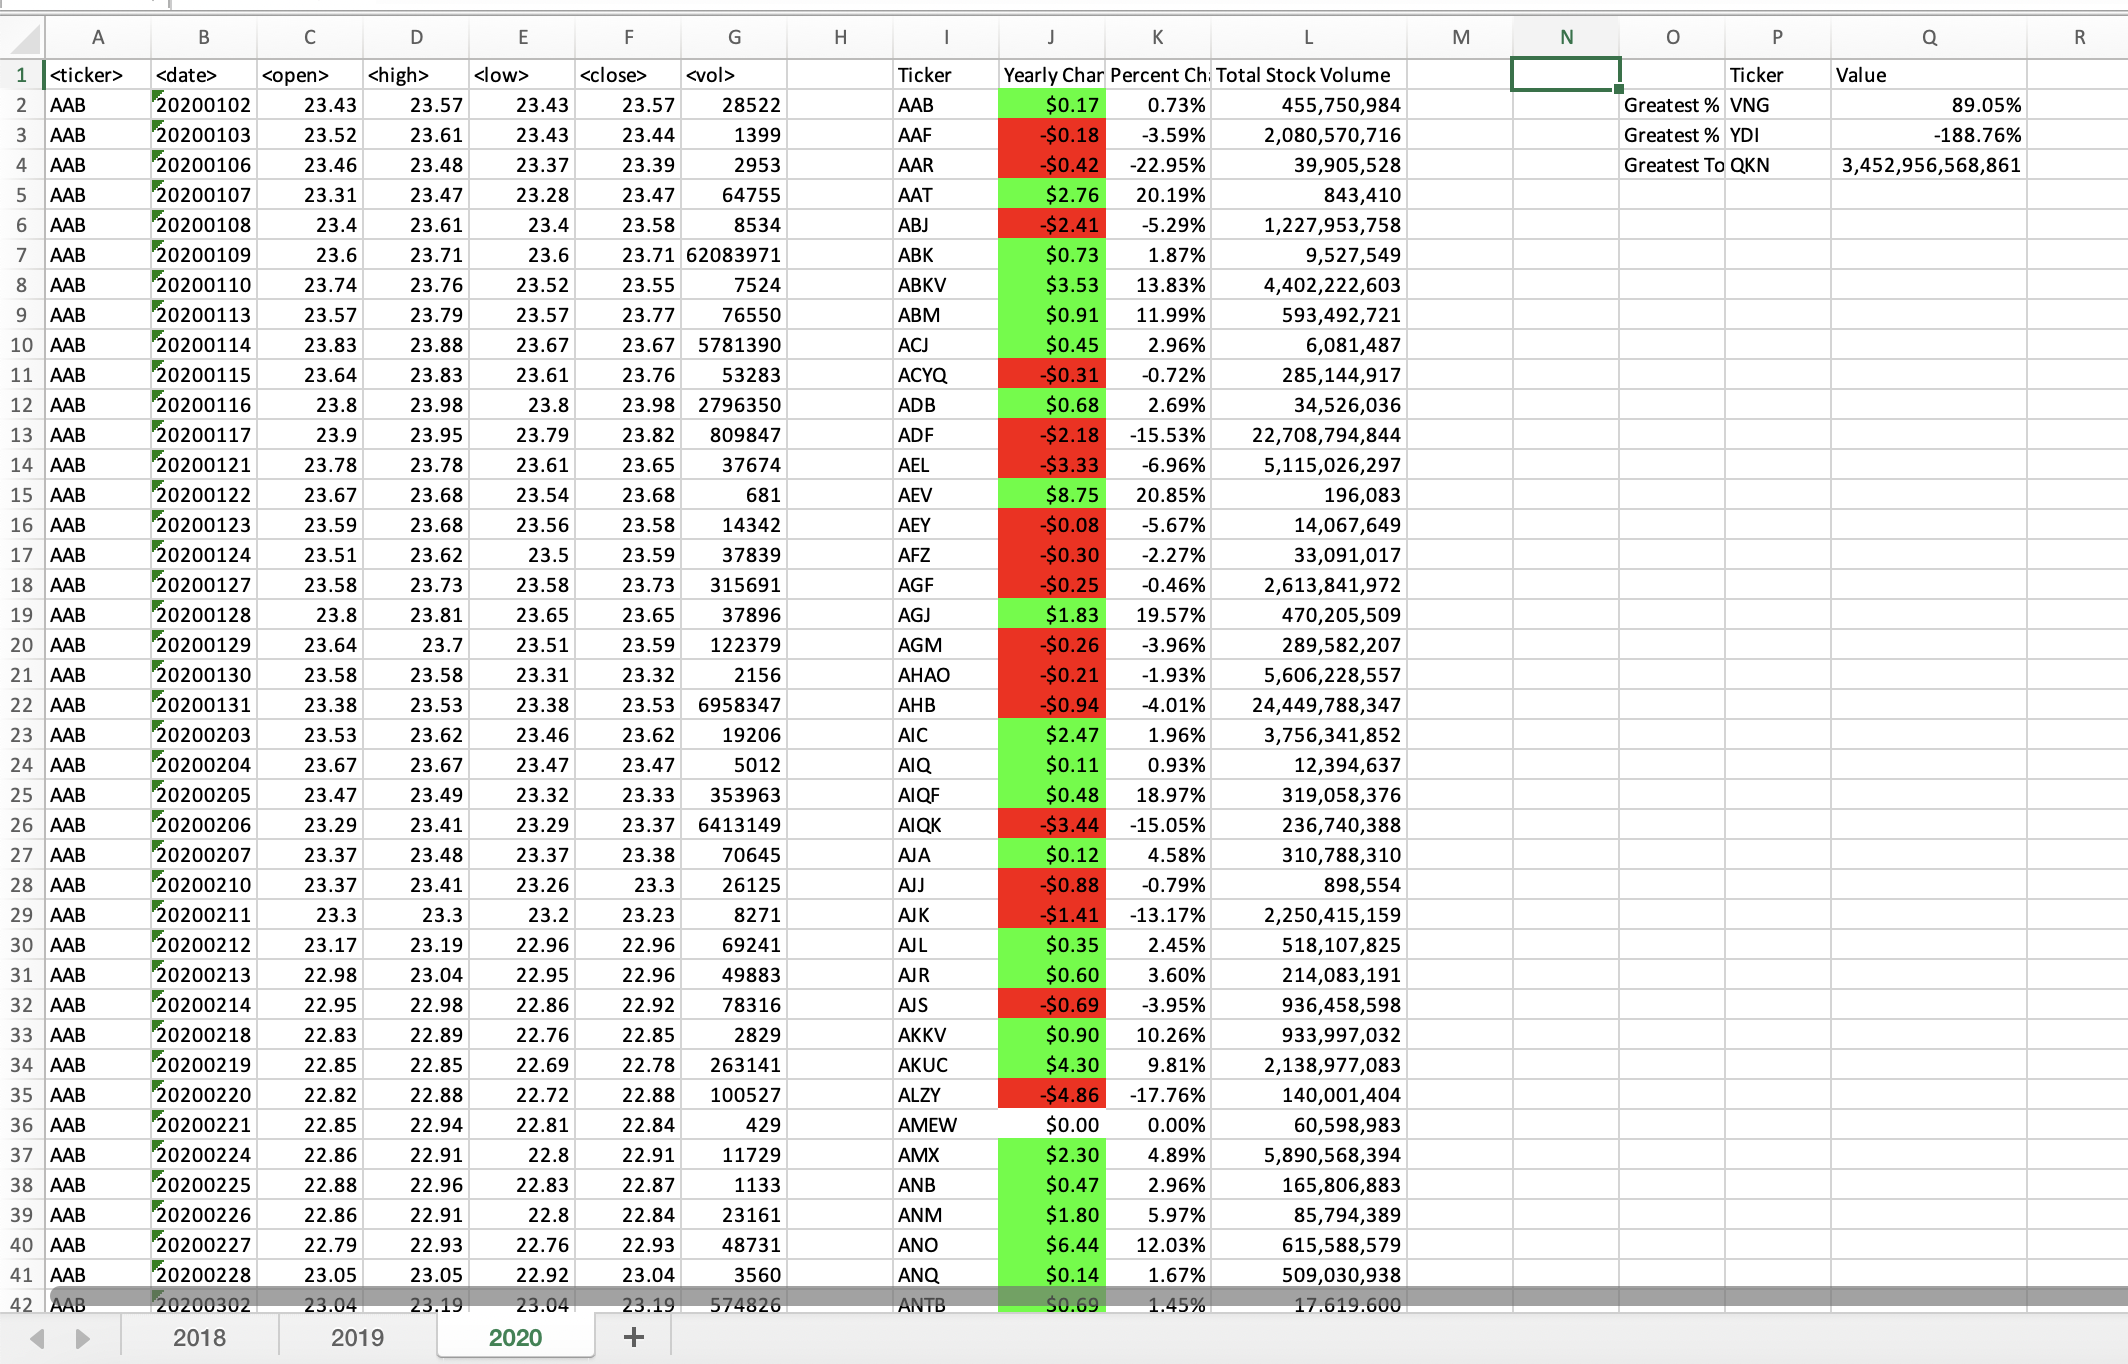 A B C D E F G H I J K L M N O P Q R
1 <ticker> <date> <open> <high> <low> <close> <vol> Ticker Yearly Chan Percent Ch Total Stock Volume Ticker Value
2 AAB 20200102 23.43 23.57 23.43 23.57 28522 AAB $0.17 0.73% 455,750,984 Greatest % VNG 89.05%
3 AAB 20200103 23.52 23.61 23.43 23.44 1399 AAF -$0.18 -3.59% 2,080,570,716 Greatest % YDI -188.76%
4 AAB 20200106 23.46 23.48 23.37 23.39 2953 AAR -$0.42 -22.95% 39,905,528 Greatest To QKN 3,452,956,568,861
5 AAB 20200107 23.31 23.47 23.28 23.47 64755 AAT $2.76 20.19% 843,410
6 AAB 20200108 23.4 23.61 23.4 23.58 8534 ABJ -$2.41 -5.29% 1,227,953,758
7 AAB 20200109 23.6 23.71 23.6 23.71 62083971 ABK $0.73 1.87% 9,527,549
8 AAB 20200110 23.74 23.76 23.52 23.55 7524 ABKV $3.53 13.83% 4,402,222,603
9 AAB 20200113 23.57 23.79 23.57 23.77 76550 ABM $0.91 11.99% 593,492,721
10 AAB 20200114 23.83 23.88 23.67 23.67 5781390 ACJ $0.45 2.96% 6,081,487
11 AAB 20200115 23.64 23.83 23.61 23.76 53283 ACYQ -$0.31 -0.72% 285,144,917
12 AAB 20200116 23.8 23.98 23.8 23.98 2796350 ADB $0.68 2.69% 34,526,036
13 AAB 20200117 23.9 23.95 23.79 23.82 809847 ADF -$2.18 -15.53% 22,708,794,844
14 AAB 20200121 23.78 23.78 23.61 23.65 37674 AEL -$3.33 -6.96% 5,115,026,297
15 AAB 20200122 23.67 23.68 23.54 23.68 681 AEV $8.75 20.85% 196,083
16 AAB 20200123 23.59 23.68 23.56 23.58 14342 AEY -$0.08 -5.67% 14,067,649
17 AAB 20200124 23.51 23.62 23.5 23.59 37839 AFZ -$0.30 -2.27% 33,091,017
18 AAB 20200127 23.58 23.73 23.58 23.73 315691 AGF -$0.25 -0.46% 2,613,841,972
19 AAB 20200128 23.8 23.81 23.65 23.65 37896 AGJ $1.83 19.57% 470,205,509
20 AAB 20200129 23.64 23.7 23.51 23.59 122379 AGM -$0.26 -3.96% 289,582,207
21 AAB 20200130 23.58 23.58 23.31 23.32 2156 AHAO -$0.21 -1.93% 5,606,228,557
22 AAB 20200131 23.38 23.53 23.38 23.53 6958347 AHB -$0.94 -4.01% 24,449,788,347
23 AAB 20200203 23.53 23.62 23.46 23.62 19206 AIC $2.47 1.96% 3,756,341,852
24 AAB 20200204 23.67 23.67 23.47 23.47 5012 AIQ $0.11 0.93% 12,394,637
25 AAB 20200205 23.47 23.49 23.32 23.33 353963 AIQF $0.48 18.97% 319,058,376
26 AAB 20200206 23.29 23.41 23.29 23.37 6413149 AIQK -$3.44 -15.05% 236,740,388
27 AAB 20200207 23.37 23.48 23.37 23.38 70645 AJA $0.12 4.58% 310,788,310
28 AAB 20200210 23.37 23.41 23.26 23.3 26125 AJJ -$0.88 -0.79% 898,554
29 AAB 20200211 23.3 23.3 23.2 23.23 8271 AJK -$1.41 -13.17% 2,250,415,159
30 AAB 20200212 23.17 23.19 22.96 22.96 69241 AJL $0.35 2.45% 518,107,825
31 AAB 20200213 22.98 23.04 22.95 22.96 49883 AJR $0.60 3.60% 214,083,191
32 AAB 20200214 22.95 22.98 22.86 22.92 78316 AJS -$0.69 -3.95% 936,458,598
33 AAB 20200218 22.83 22.89 22.76 22.85 2829 AKKV $0.90 10.26% 933,997,032
34 AAB 20200219 22.85 22.85 22.69 22.78 263141 AKUC $4.30 9.81% 2,138,977,083
35 AAB 20200220 22.82 22.88 22.72 22.88 100527 ALZY -$4.86 -17.76% 140,001,404
36 AAB 20200221 22.85 22.94 22.81 22.84 429 AMEW $0.00 0.00% 60,598,983
37 AAB 20200224 22.86 22.91 22.8 22.91 11729 AMX $2.30 4.89% 5,890,568,394
38 AAB 20200225 22.88 22.96 22.83 22.87 1133 ANB $0.47 2.96% 165,806,883
39 AAB 20200226 22.86 22.91 22.8 22.84 23161 ANM $1.80 5.97% 85,794,389
40 AAB 20200227 22.79 22.93 22.76 22.93 48731 ANO $6.44 12.03% 615,588,579
41 AAB 20200228 23.05 23.05 22.92 23.04 3560 ANQ $0.14 1.67% 509,030,938
42 AAB 20200302 23.04 23.19 23.04 23.19 574826 ANTB $0.69 1.45% 17,619,600
2018 2019 2020 +